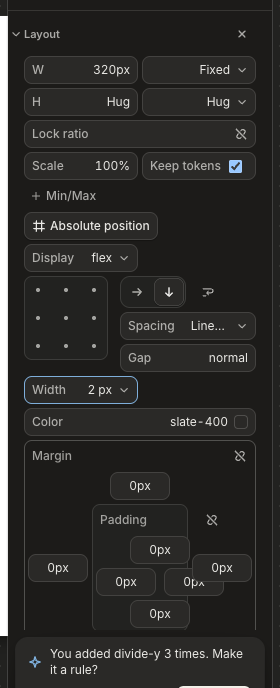 Layout
W 320px Fixed
H Hug Hug
Lock ratio
Scale 100% Keep tokens
Min/Max
Absolute position
Display flex
Spacing Line...
Gap normal
Width 2 px
Color slate-400
Margin
0px
Padding
0px
0px 0px
0px 0px
0px
You added divide-y 3 times. Make
it a rule?